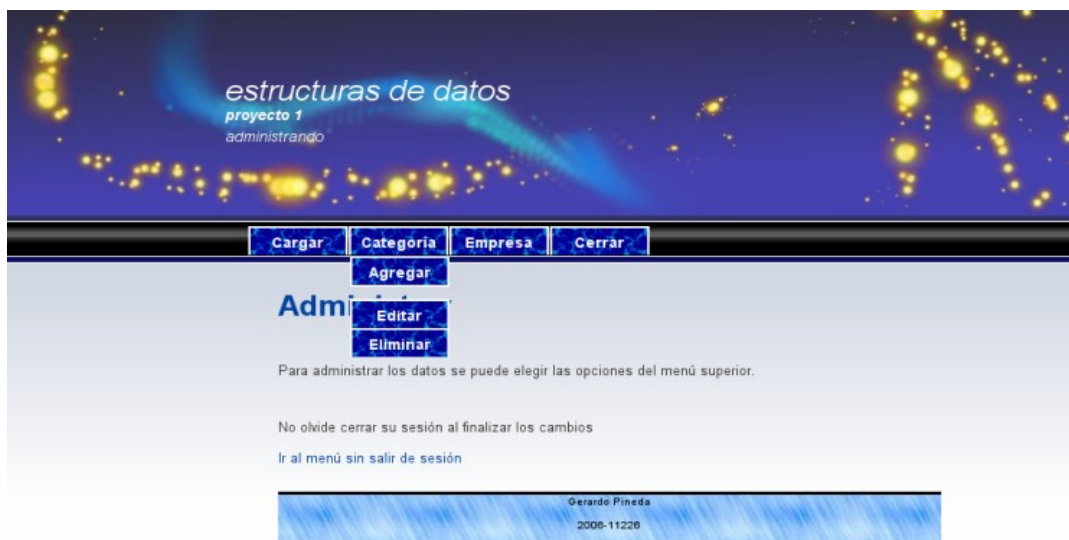 estructuras de datos
proyecto 1
administrando
Cargar Categoría Empresa Cerrar
Agregar
Editar
Eliminar
Para administrar los datos se puede elegir las opciones del menú superior.
No olvide cerrar su sesión al finalizar los cambios
Ir al menú sin salir de sesión
Gerardo Pineda
2006-11226